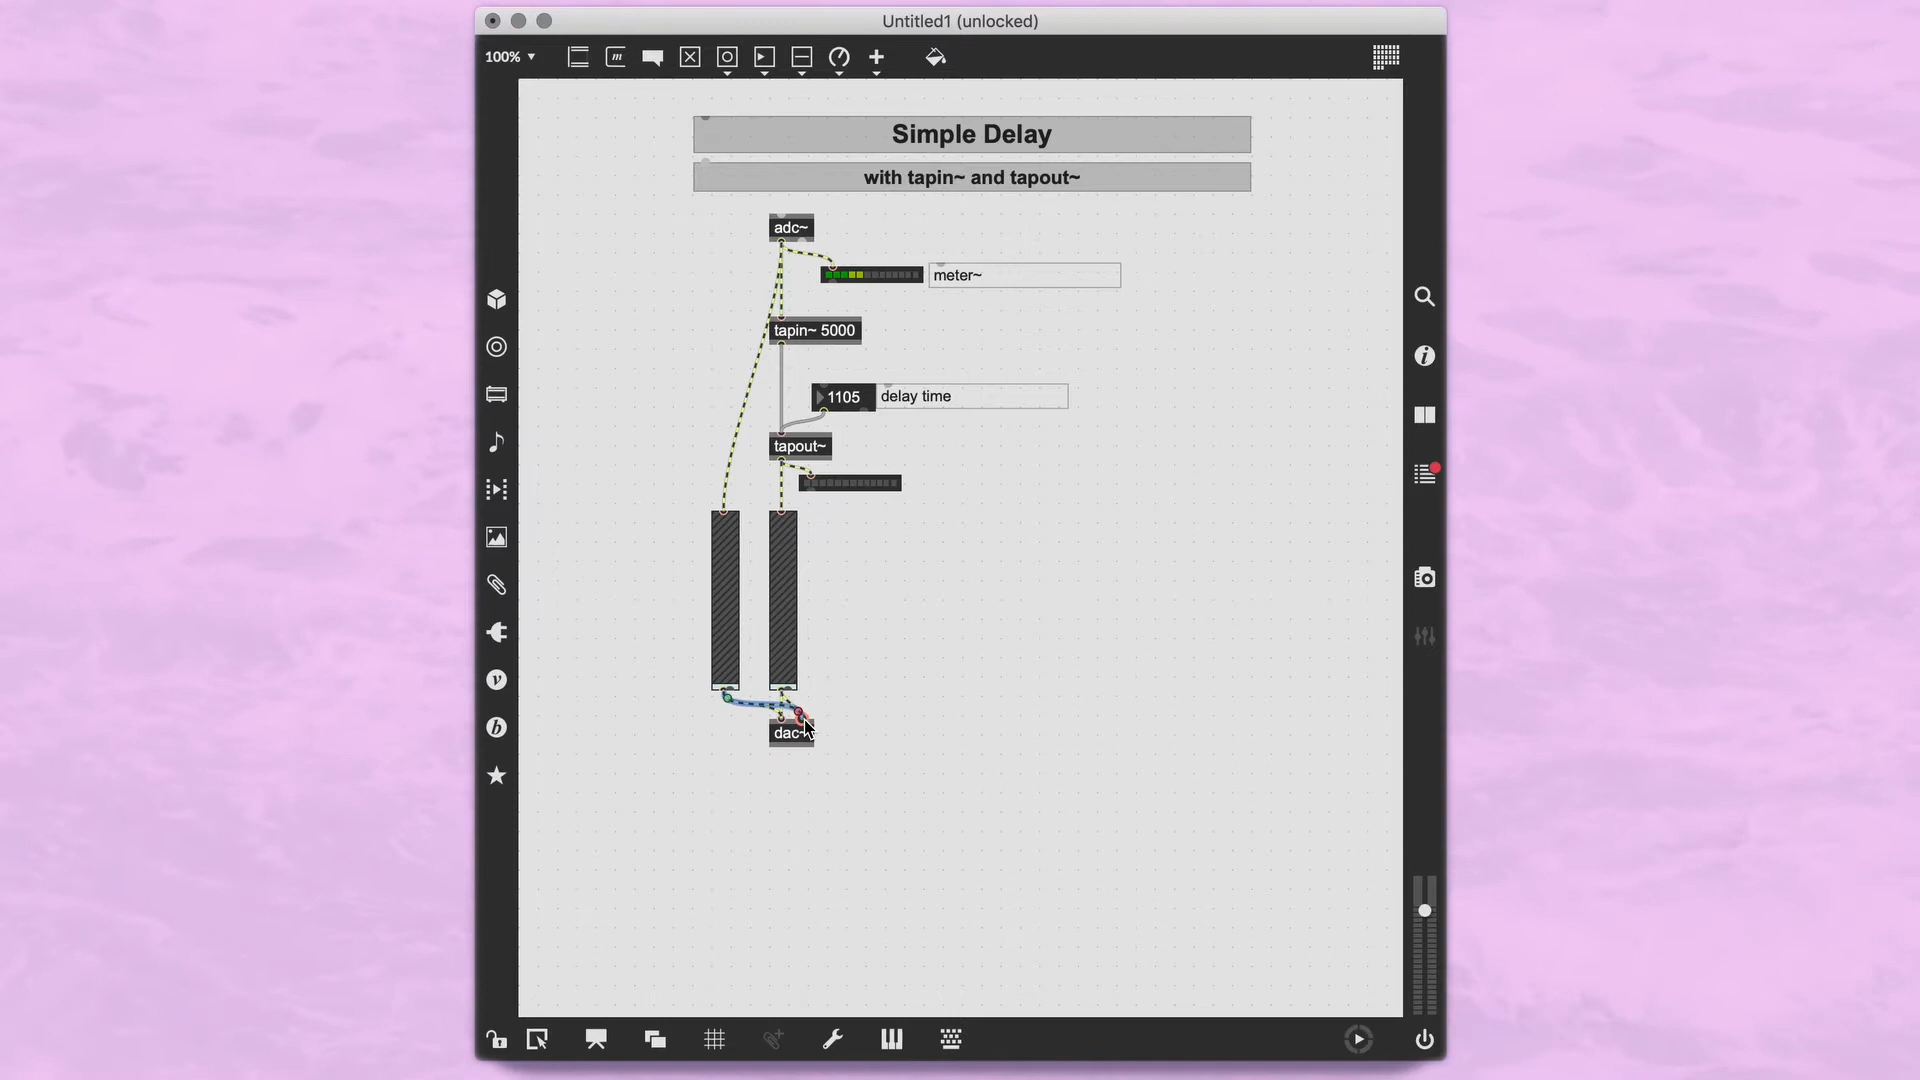 Untitled1 (unlocked)
100%
m
Simple Delay
with tapin~ and tapout~
adc~
meter~
tapin~ 5000
1105
delay time
tapout~
dac~
i
v
b